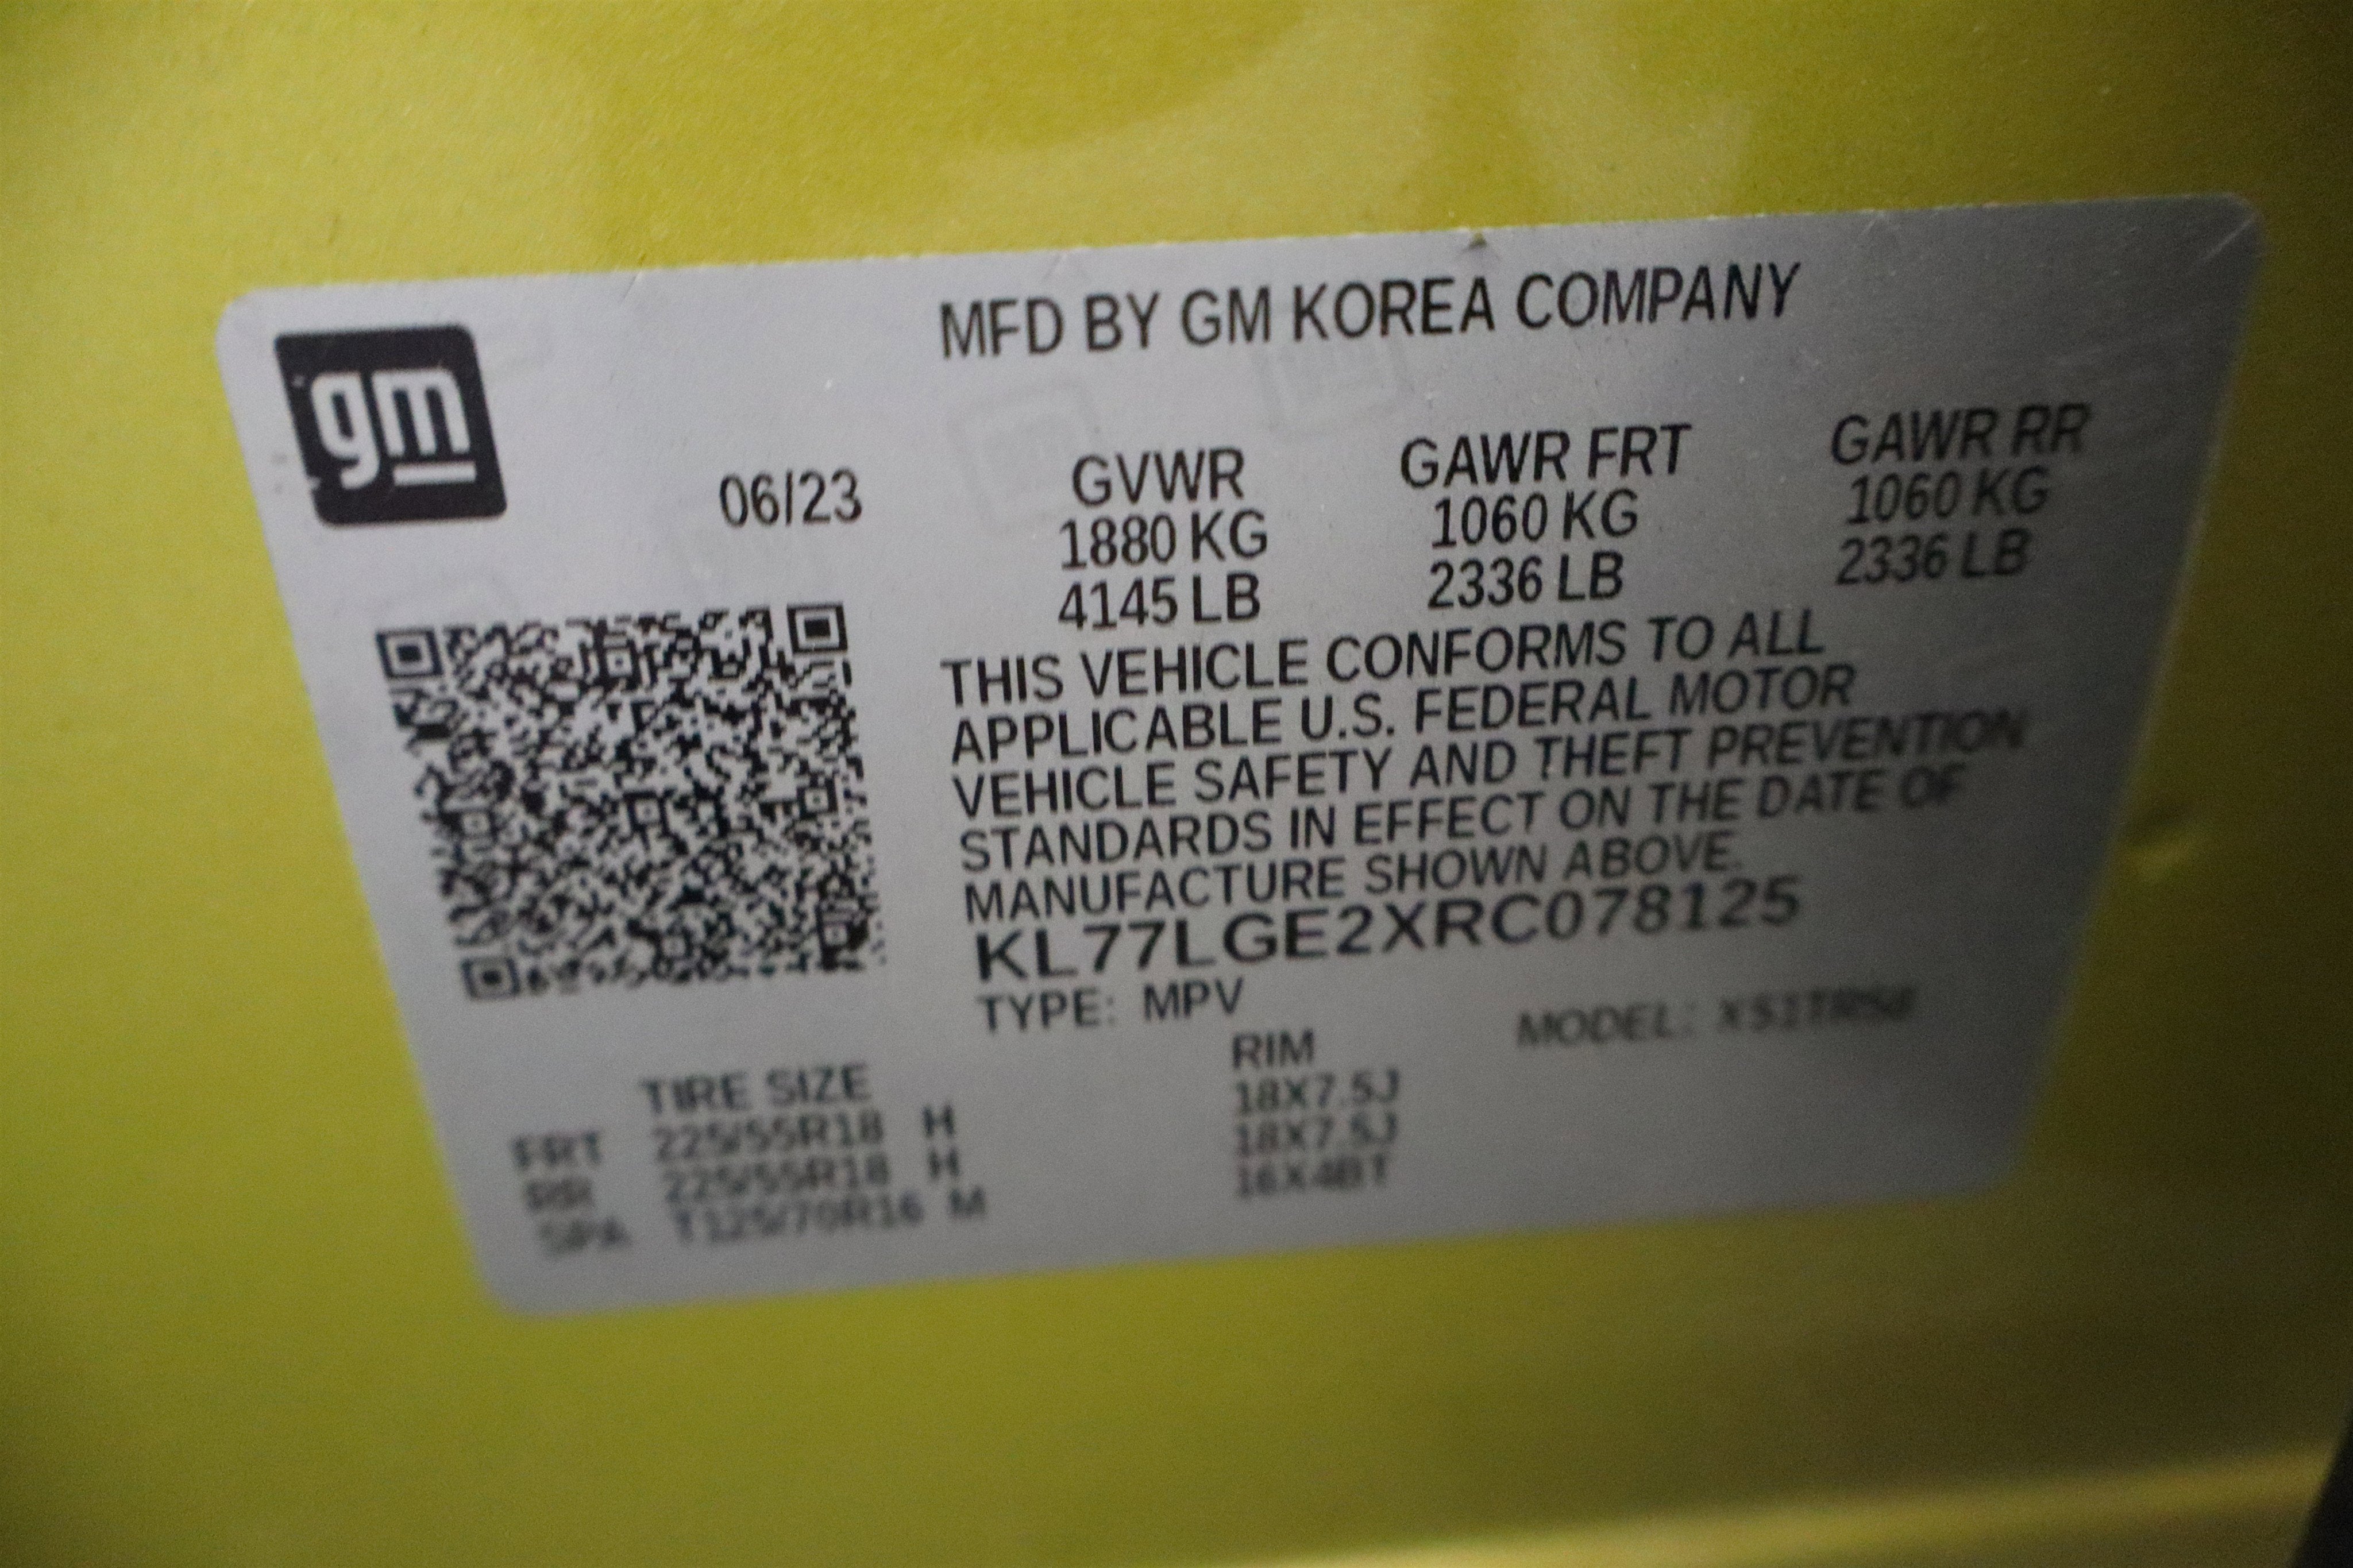 gm
MFD BY GM KOREA COMPANY
06/23
GVWR GAWR FRT GAWR RR
1880 KG 1060 KG 1060 KG
4145 LB 2336 LB 2336 LB
THIS VEHICLE CONFORMS TO ALL
APPLICABLE U.S. FEDERAL MOTOR
VEHICLE SAFETY AND THEFT PREVENTION
STANDARDS IN EFFECT ON THE DATE OF
MANUFACTURE SHOWN ABOVE.
KL77LGE2XRC078125
TYPE: MPV MODEL:
TIRE SIZE RIM
FRT 225/55R18 H 18X7.5J
RR 225/55R18 H 18X7.5J
SPA T125/70R16 M 16X4BT